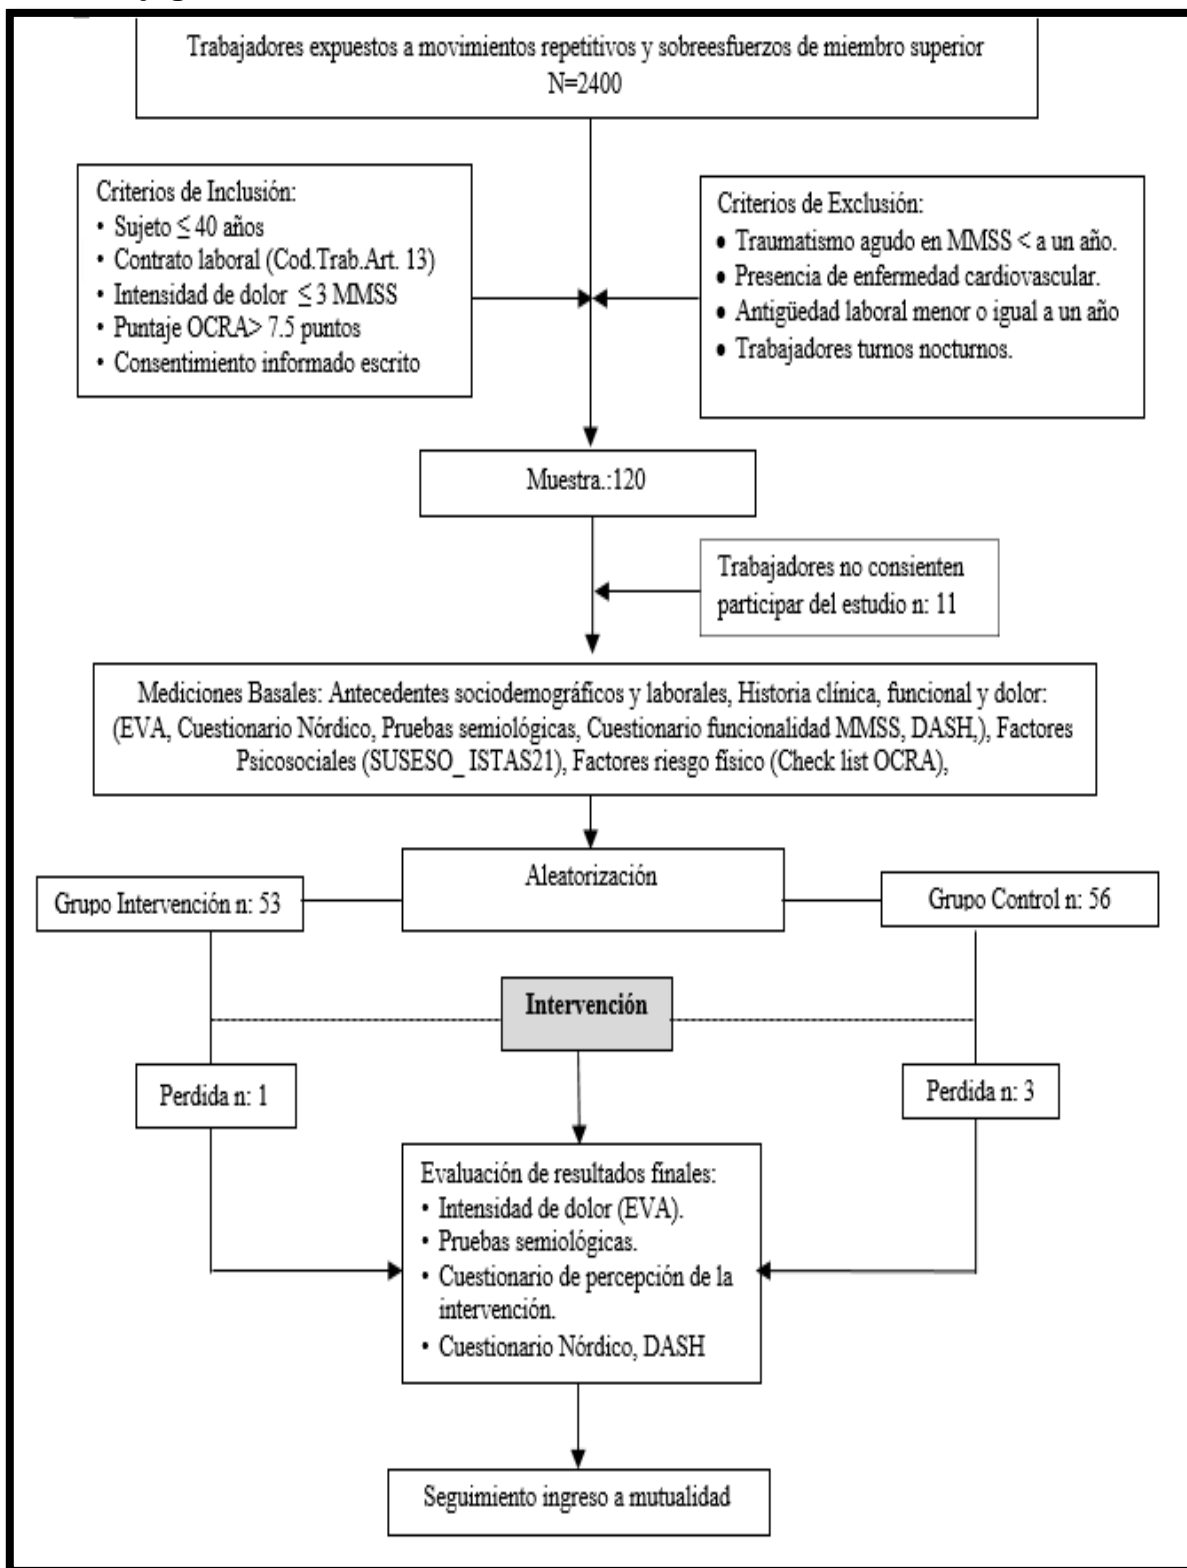 Trabajadores expuestos a movimientos repetitivos y sobreesfuerzos de miembro superior
N=2400
Criterios de Inclusión:
• Sujeto ≤ 40 años
• Contrato laboral (Cod.Trab.Art. 13)
• Intensidad de dolor ≤ 3 MMSS
• Puntaje OCRA> 7.5 puntos
• Consentimiento informado escrito
Criterios de Exclusión:
• Traumatismo agudo en MMSS < a un año.
• Presencia de enfermedad cardiovascular.
• Antigüedad laboral menor o igual a un año
• Trabajadores turnos nocturnos.
Muestra.:120
Trabajadores no consienten
participar del estudio n: 11
Mediciones Basales: Antecedentes sociodemográficos y laborales, Historia clínica, funcional y dolor:
(EVA, Cuestionario Nórdico, Pruebas semiológicas, Cuestionario funcionalidad MMSS, DASH,), Factores
Psicosociales (SUSESO_ ISTAS21), Factores riesgo físico (Check list OCRA),
Aleatorización
Grupo Intervención n: 53
Grupo Control n: 56
Intervención
Perdida n: 1
Perdida n: 3
Evaluación de resultados finales:
• Intensidad de dolor (EVA).
• Pruebas semiológicas.
• Cuestionario de percepción de la
intervención.
• Cuestionario Nórdico, DASH
Seguimiento ingreso a mutualidad